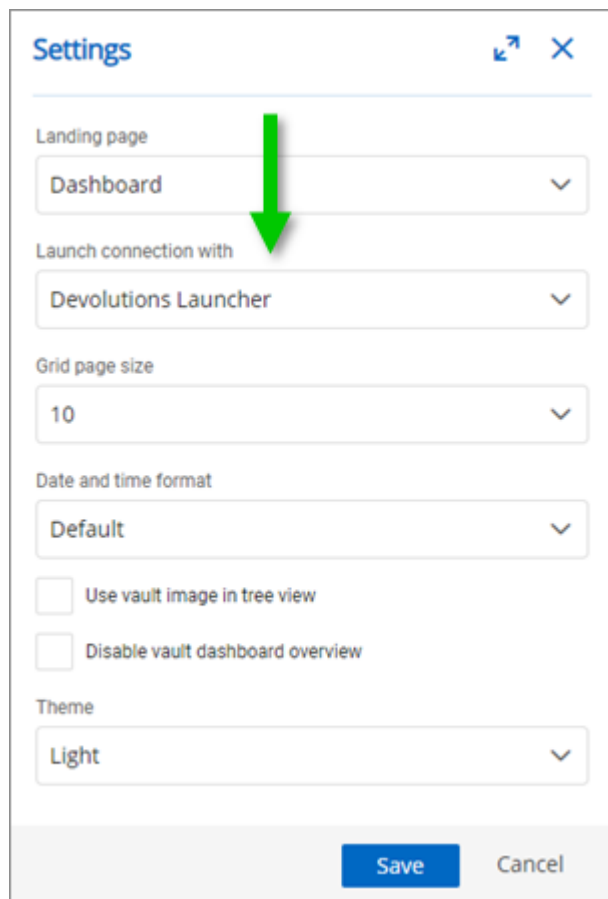 Settings
Landing page
Dashboard
Launch connection with
Devolutions Launcher
Grid page size
10
Date and time format
Default
Use vault image in tree view
Disable vault dashboard overview
Theme
Light
Save Cancel